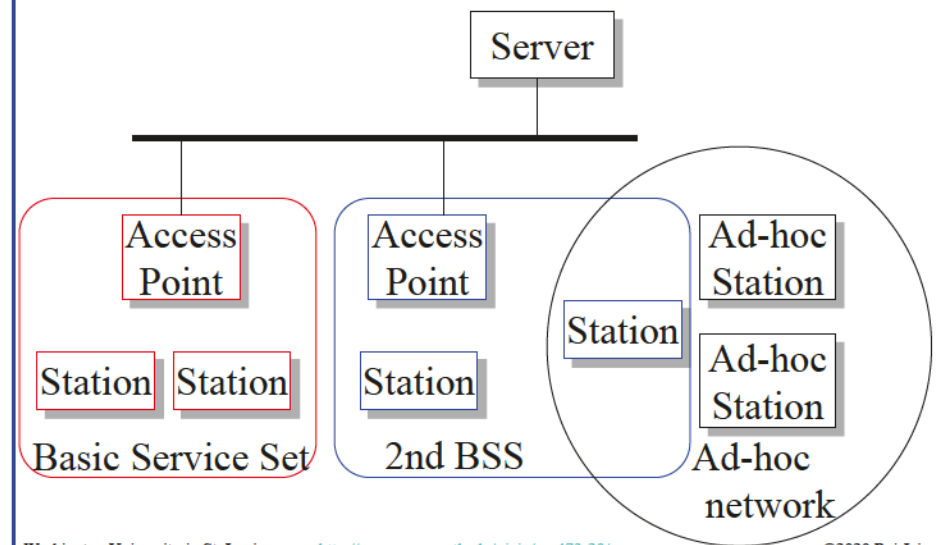 Server
Access
Point
Access
Point
Ad-hoc
Station
Station
Ad-hoc
Station
Station
Station
Station
Basic Service Set
2nd BSS
Ad-hoc
network